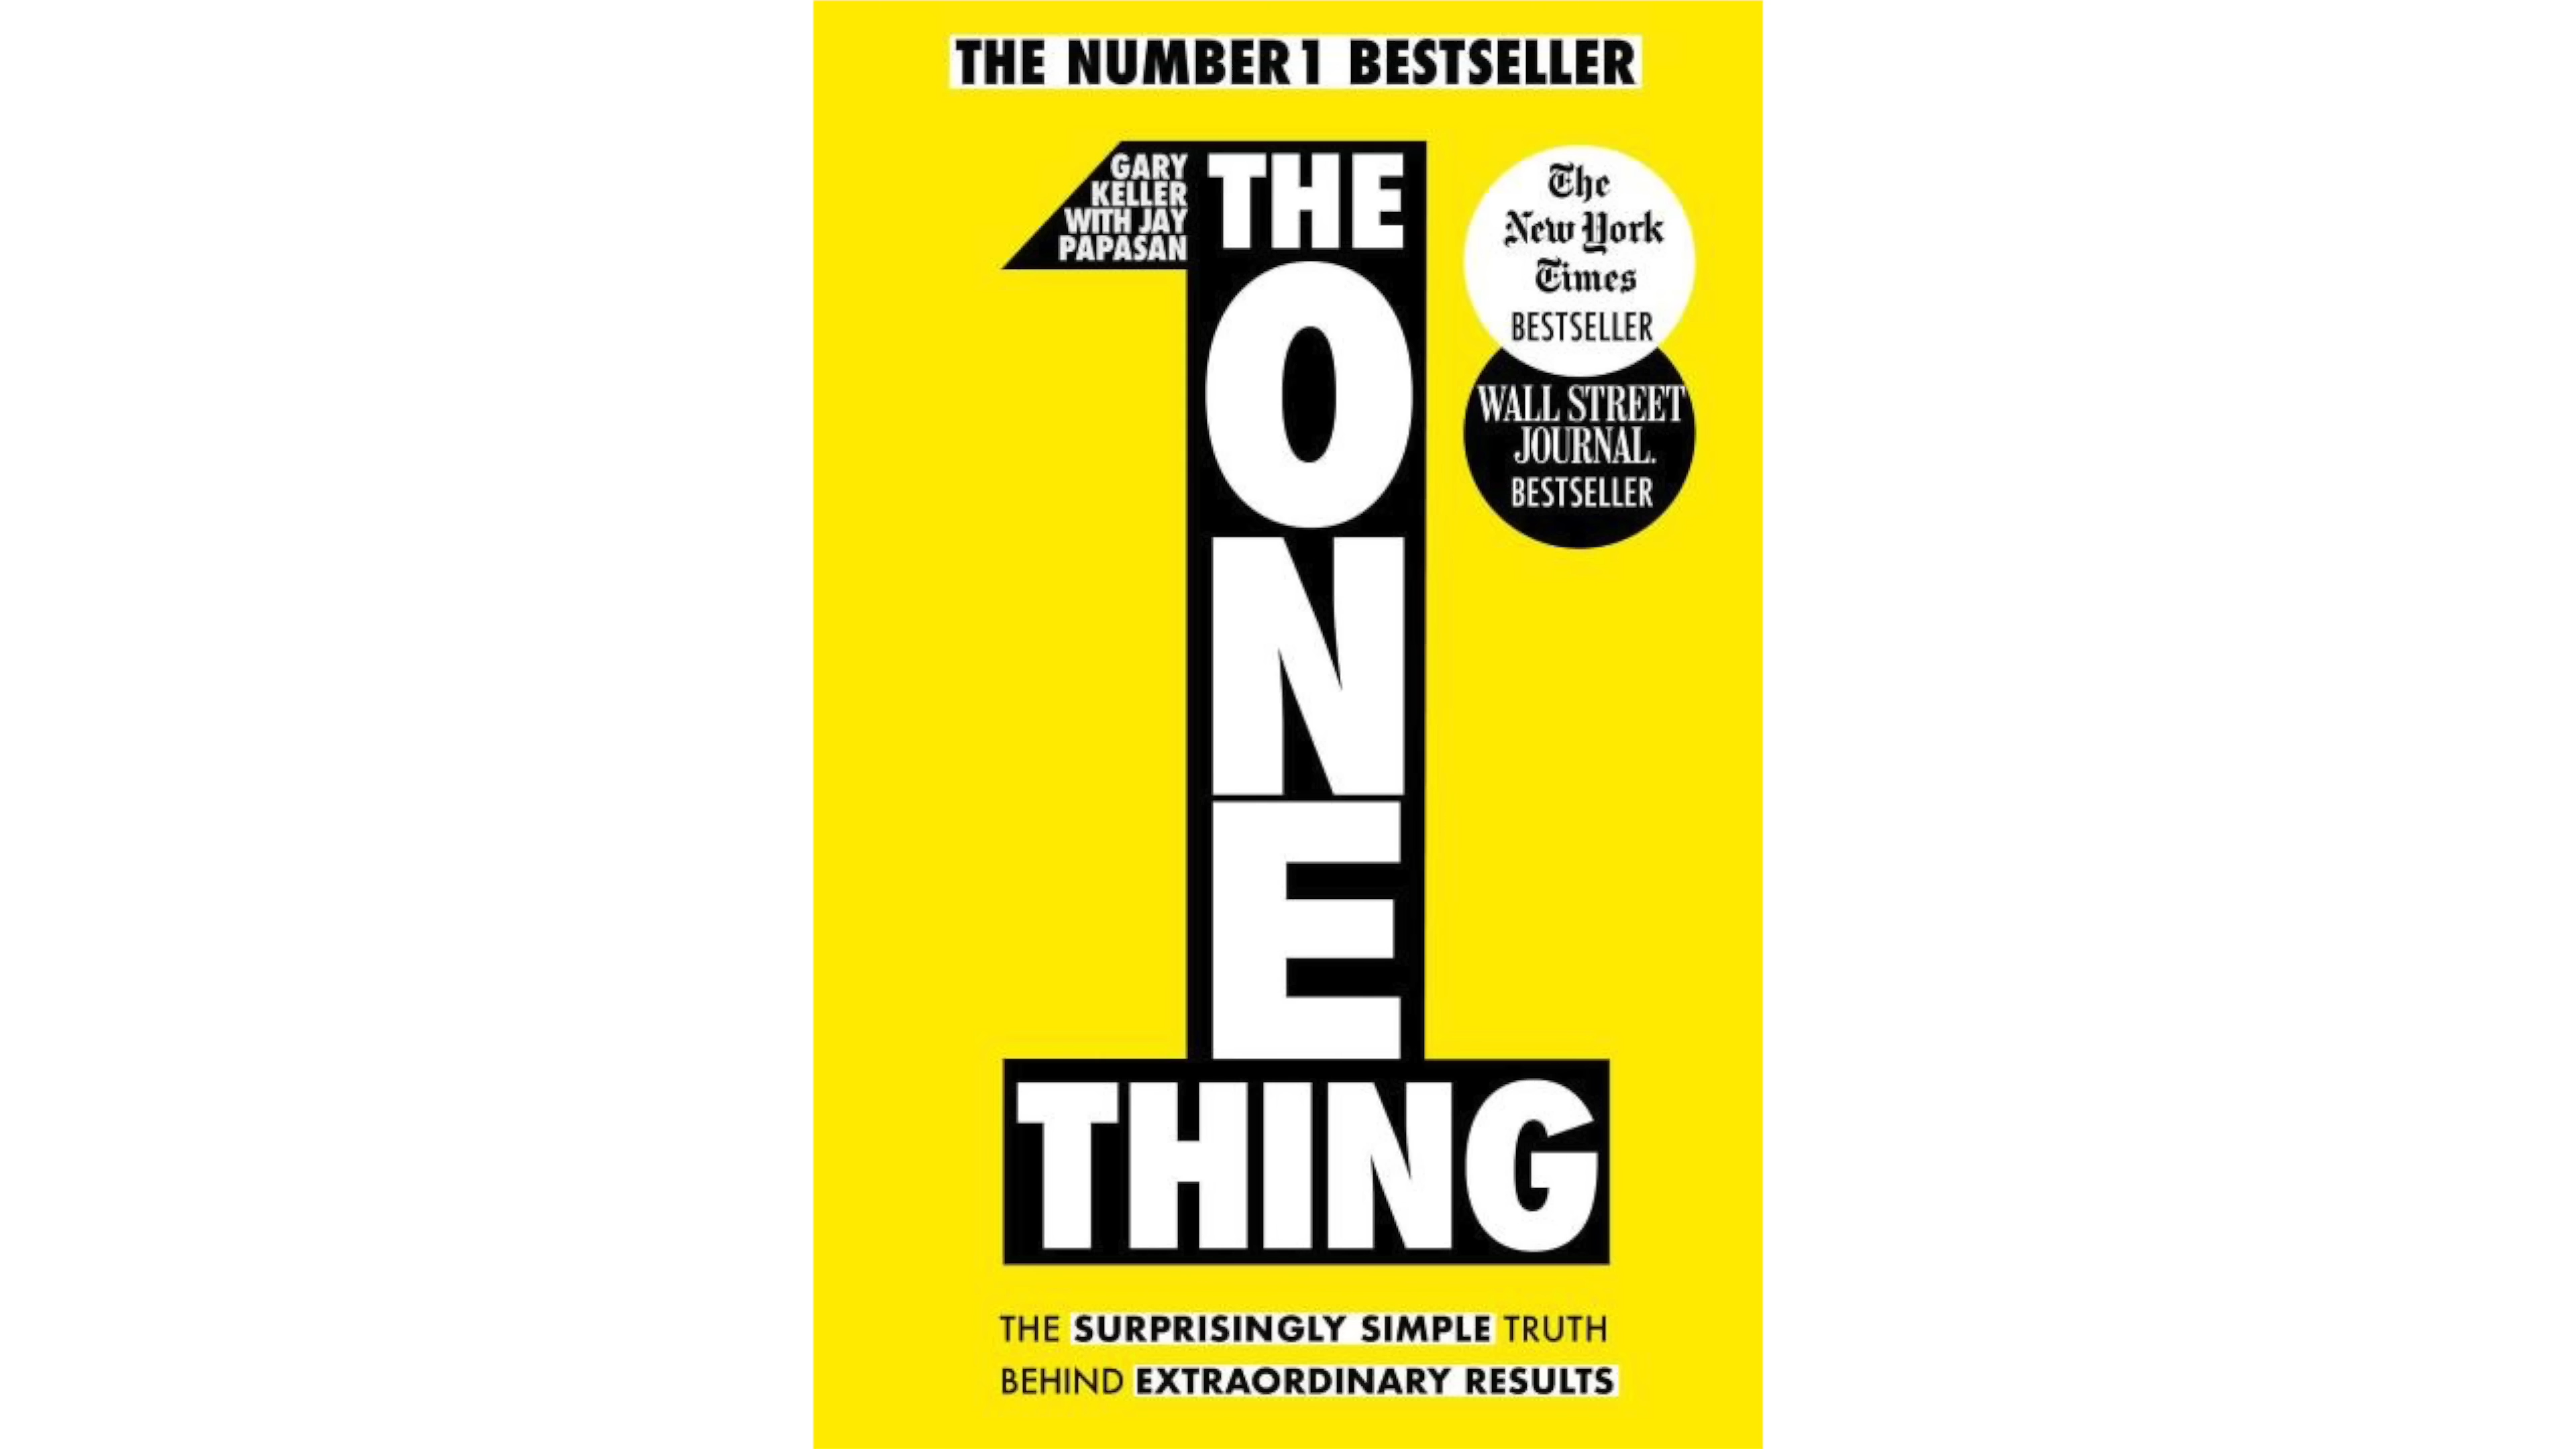 THE NUMBER 1 BESTSELLER
GARY
KELLER
WITH JAY
PAPASAN
THE
O
N
E
THING
The
New York
Times
BESTSELLER
WALL STREET
JOURNAL.
BESTSELLER
THE SURPRISINGLY SIMPLE TRUTH
BEHIND EXTRAORDINARY RESULTS